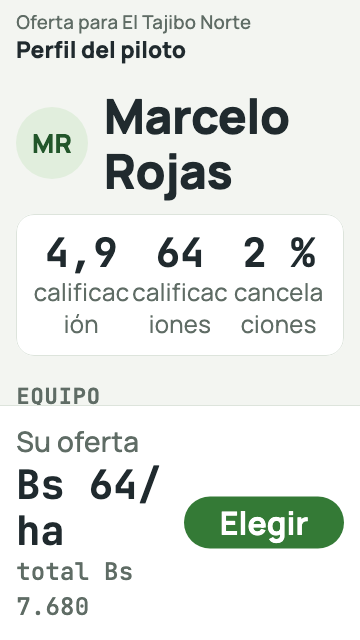 Oferta para El Tajibo Norte
Perfil del piloto
MR
Marcelo
Rojas
4,9 64 2 %
calificac calificac cancela
ión iones ciones
EQUIPO
Su oferta
Bs 64/
ha
Elegir
total Bs
7.680